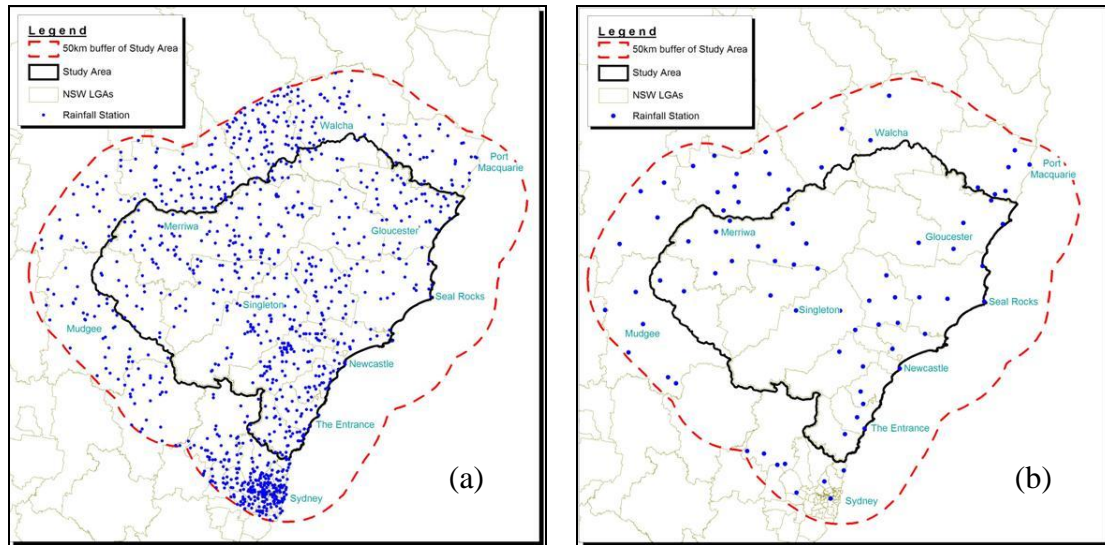 Legend
50km buffer of Study Area
Study Area
NSW LGAs
Rainfall Station
Walcha
Port
Macquarie
Merriwa
Gloucester
Seal Rocks
Singleton
Mudgee
Newcastle
The Entrance
Sydney
(a)
Legend
50km buffer of Study Area
Study Area
NSW LGAs
Rainfall Station
Walcha
Port
Macquarie
Merriwa
Gloucester
Seal Rocks
Singleton
Mudgee
Newcastle
The Entrance
Sydney
(b)